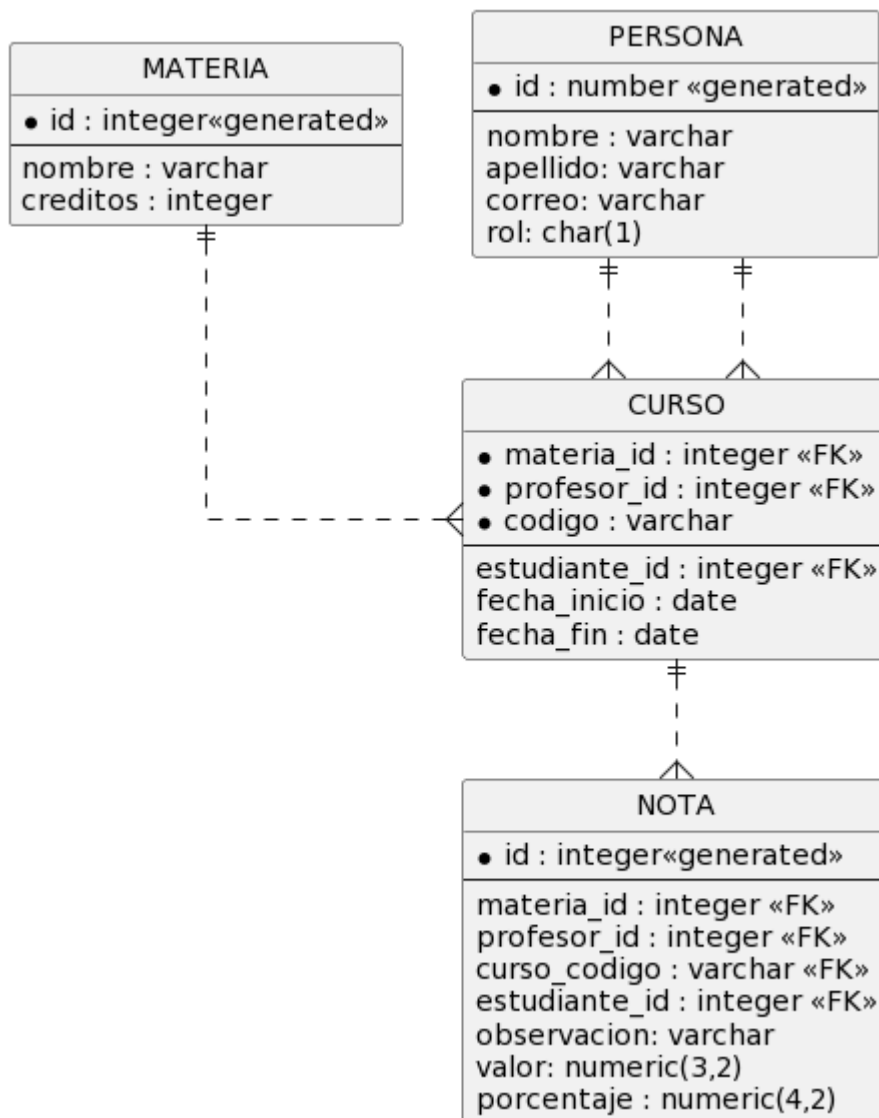 MATERIA
id : integer«generated»
nombre : varchar
creditos : integer
PERSONA
id : number «generated»
nombre : varchar
apellido: varchar
correo: varchar
rol: char(1)
CURSO
materia_id : integer «FK»
profesor_id : integer «FK»
codigo : varchar
estudiante_id : integer «FK»
fecha_inicio : date
fecha_fin : date
NOTA
id : integer«generated»
materia_id : integer «FK»
profesor_id : integer «FK»
curso_codigo : varchar «FK»
estudiante_id : integer «FK»
observacion: varchar
valor: numeric(3,2)
porcentaje : numeric(4,2)